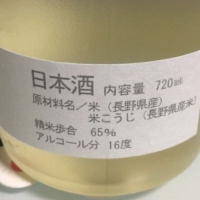 日本酒 内容量 720ml
原材料名／米（長野県産）
米こうじ（長野県産米）
精米歩合 65%
アルコール分 16度